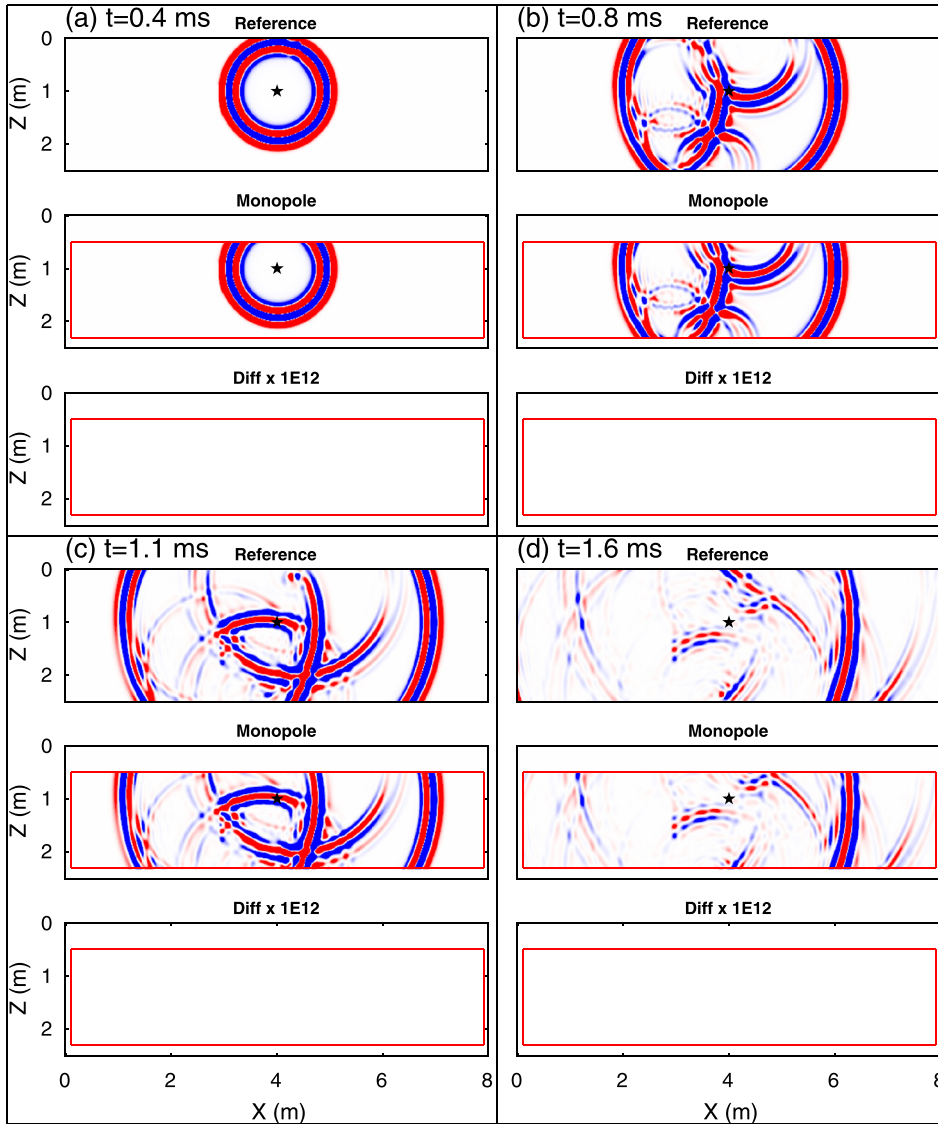 (a) t=0.4 ms
Reference
0
1
2
Z (m)
Monopole
0
1
2
Z (m)
Diff x 1E12
0
1
2
Z (m)
(b) t=0.8 ms
Reference
Monopole
Diff x 1E12
(c) t=1.1 ms
Reference
0
1
2
Z (m)
Monopole
0
1
2
Z (m)
Diff x 1E12
0
1
2
Z (m)
0 2 4 6 8
X (m)
(d) t=1.6 ms
Reference
Monopole
Diff x 1E12
0 2 4 6 8
X (m)